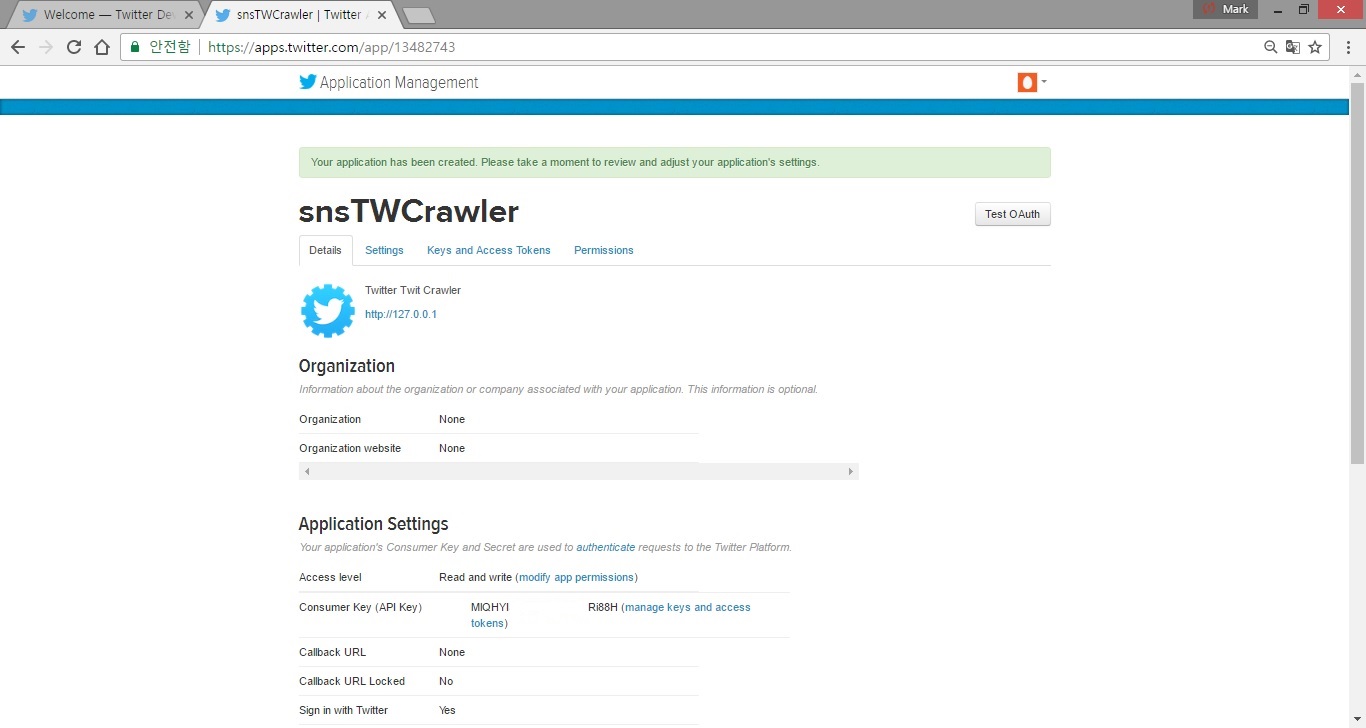 Welcome — Twitter De
snsTWCrawler | Twitter A
Mark
안전함 https://apps.twitter.com/app/13482743
Application Management
Your application has been created. Please take a moment to review and adjust your application's settings.
snsTWCrawler
Test OAuth
Details Settings Keys and Access Tokens Permissions
Twitter Twit Crawler
http://127.0.0.1
Organization
Information about the organization or company associated with your application. This information is optional.
Organization None
Organization website None
Application Settings
Your application's Consumer Key and Secret are used to authenticate requests to the Twitter Platform.
Access level Read and write (modify app permissions)
Consumer Key (API Key) MIQHYI Ri88H (manage keys and access
tokens)
Callback URL None
Callback URL Locked No
Sign in with Twitter Yes